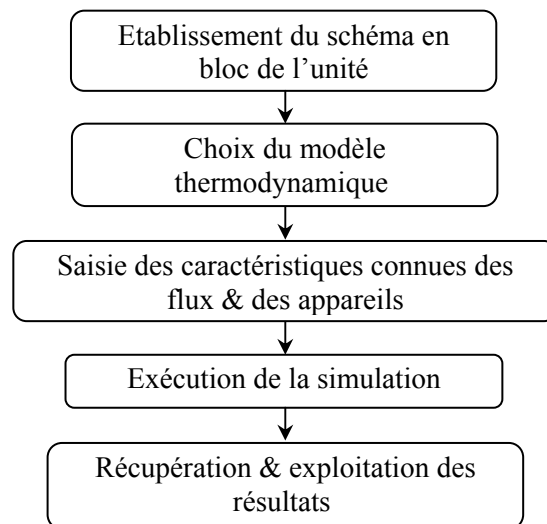 Etablissement du schéma en
bloc de l’unité
Choix du modèle
thermodynamique
Saisie des caractéristiques connues des
flux & des appareils
Exécution de la simulation
Récupération & exploitation des
résultats